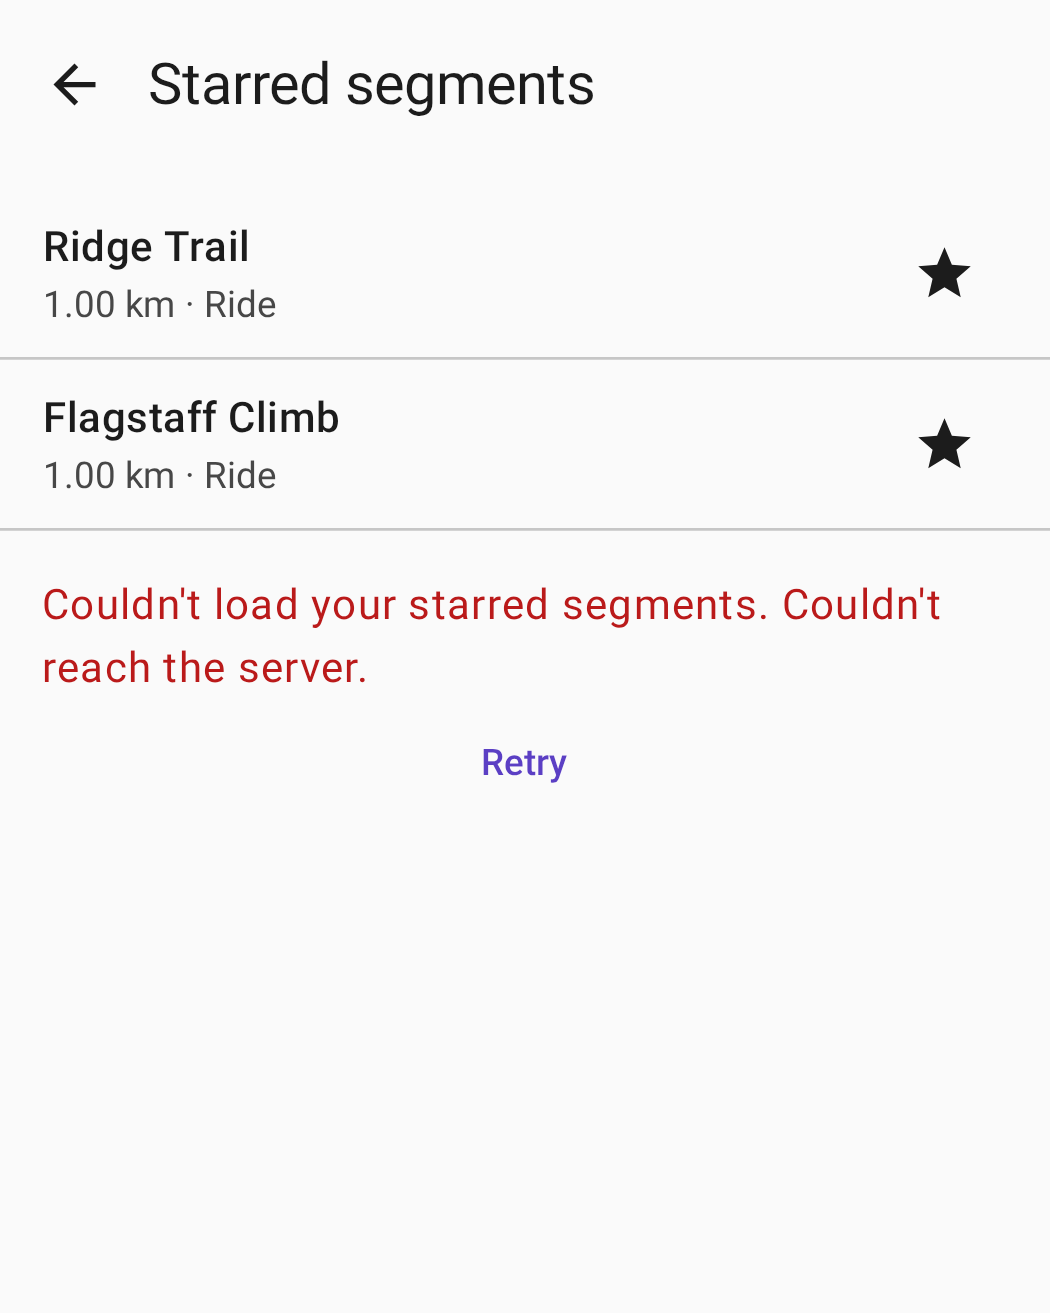 Starred segments
Ridge Trail
1.00 km · Ride
Flagstaff Climb
1.00 km · Ride
Couldn't load your starred segments. Couldn't
reach the server.
Retry